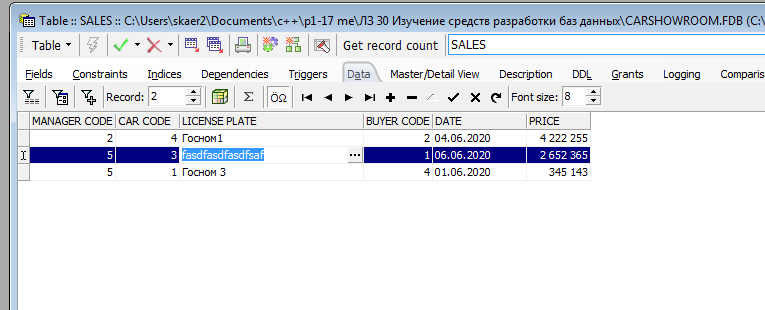 Table :: SALES :: C:\Users\skaer2\Documents\c++\p1-17 me\ЛЗ 30 Изучение средств разработки баз данных\CARSHOWROOM.FDB (C:\
Table Get record count SALES
Fields Constraints Indices Dependencies Triggers Data Master/Detail View Description DDL Grants Logging Comparis
Record: 2 Σ ÖΩ Font size: 8
MANAGER CODE CAR CODE LICENSE PLATE BUYER CODE DATE PRICE
2 4 Госном1 2 04.06.2020 4 222 255
5 3 fasdfasdfasdfsaf ... 1 06.06.2020 2 652 365
5 1 Госном 3 4 01.06.2020 345 143